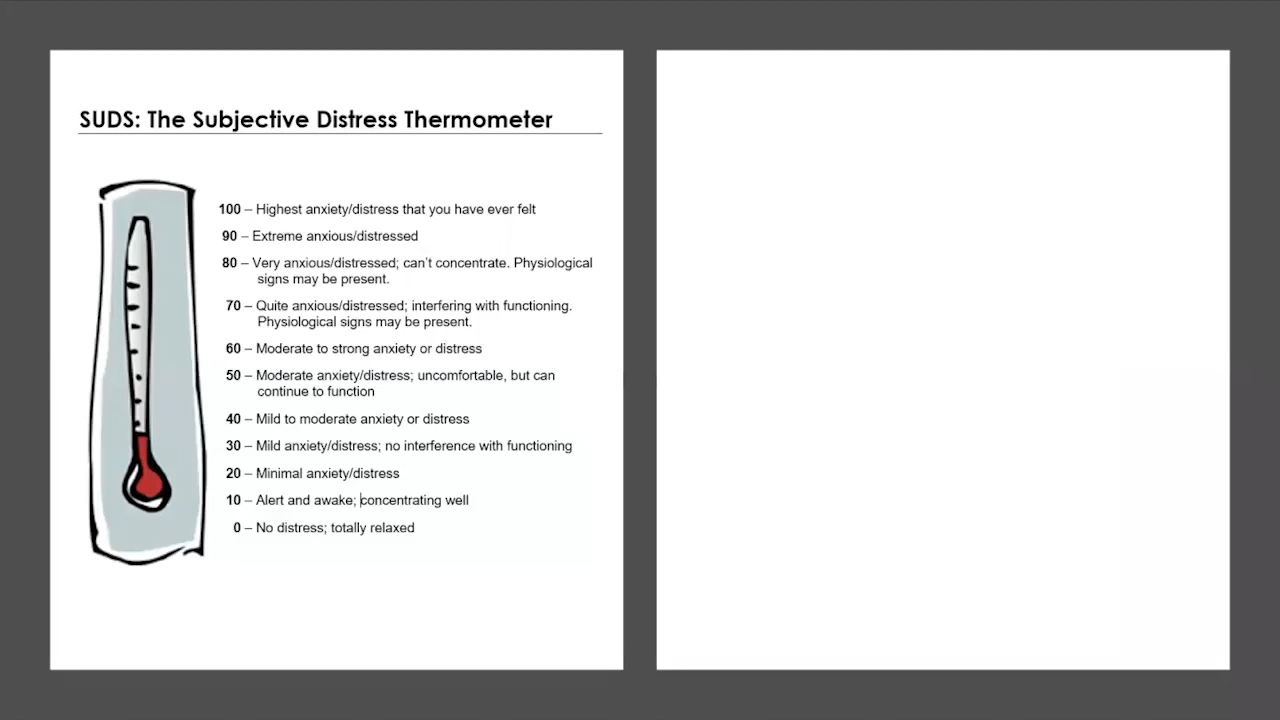 SUDS: The Subjective Distress Thermometer
100 – Highest anxiety/distress that you have ever felt
90 – Extreme anxious/distressed
80 – Very anxious/distressed; can’t concentrate. Physiological
signs may be present.
70 – Quite anxious/distressed; interfering with functioning.
Physiological signs may be present.
60 – Moderate to strong anxiety or distress
50 – Moderate anxiety/distress; uncomfortable, but can
continue to function
40 – Mild to moderate anxiety or distress
30 – Mild anxiety/distress; no interference with functioning
20 – Minimal anxiety/distress
10 – Alert and awake; concentrating well
0 – No distress; totally relaxed